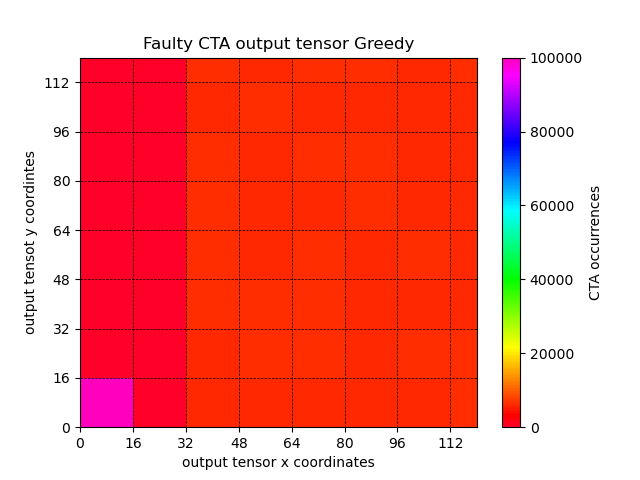 Faulty CTA output tensor Greedy
output tensot y coordintes
112
96
80
64
48
32
16
0
0 16 32 48 64 80 96 112
output tensor x coordinates
100000
80000
60000
40000
20000
0
CTA occurrences